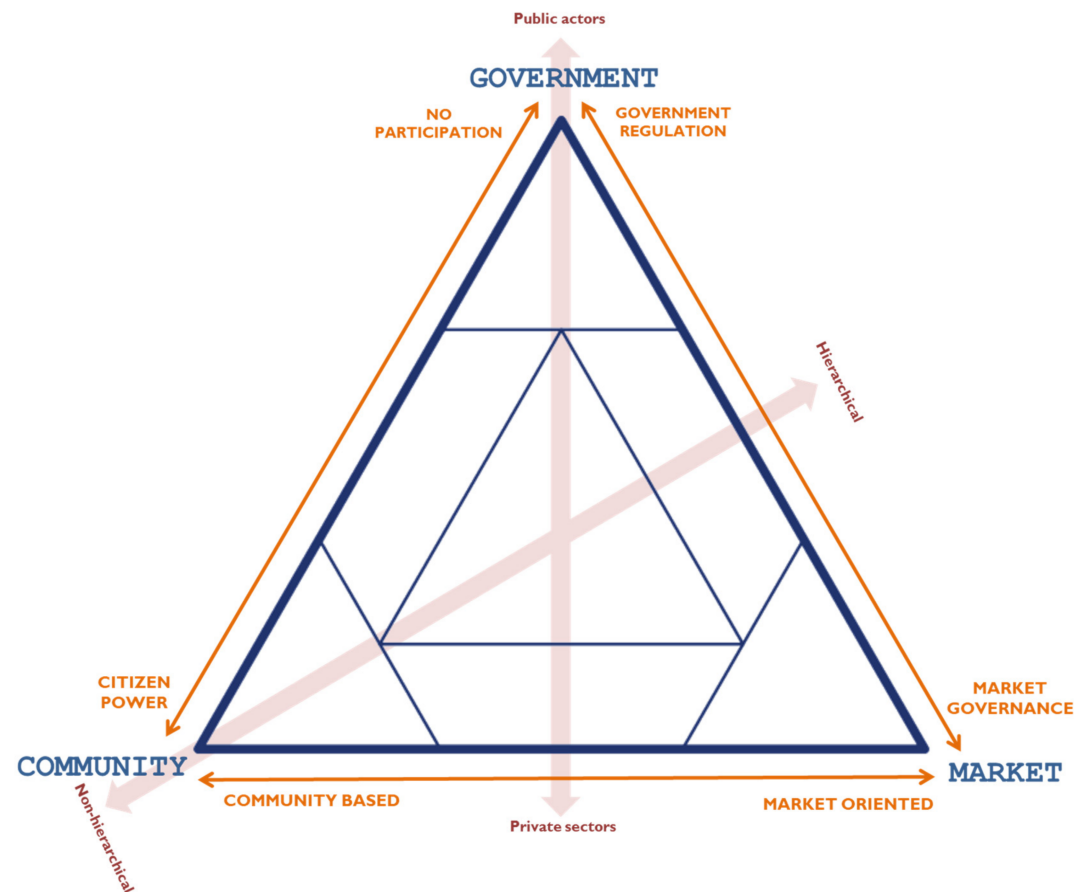 Public actors
GOVERNMENT
NO
PARTICIPATION
GOVERNMENT
REGULATION
Hierarchical
CITIZEN
POWER
MARKET
GOVERNANCE
COMMUNITY
MARKET
COMMUNITY BASED
MARKET ORIENTED
Non-hierarchical
Private sectors